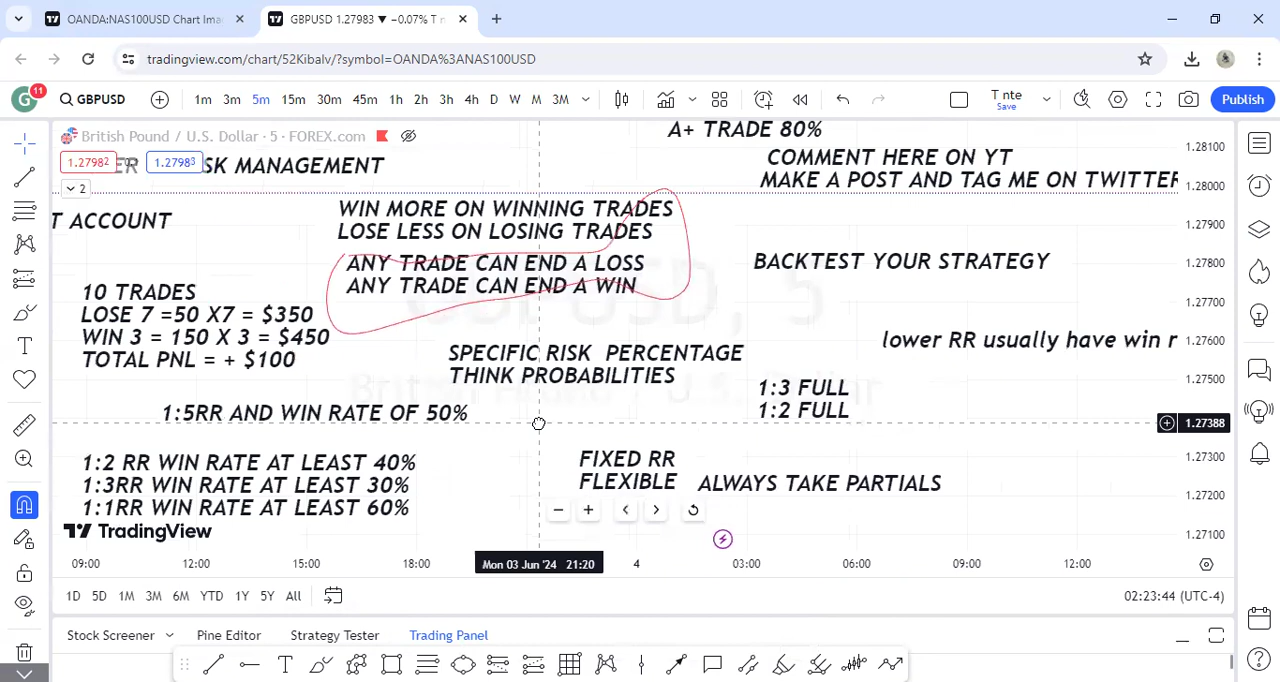 OANDA:NAS100USD Chart Ima
GBPUSD 1.27983 ▼ −0.07% T n
tradingview.com/chart/52Kibalv/?symbol=OANDA%3ANAS100USD
G
11
GBPUSD
1m 3m 5m 15m 30m 45m 1h 2h 3h 4h D W M 3M
T nte
Save
Publish
British Pound / U.S. Dollar · 5 · FOREX.com
1.27982
1.27983
2
A+ TRADE 80%
COMMENT HERE ON YT
MAKE A POST AND TAG ME ON TWITTER
ER
SK MANAGEMENT
T ACCOUNT
WIN MORE ON WINNING TRADES
LOSE LESS ON LOSING TRADES
ANY TRADE CAN END A LOSS
ANY TRADE CAN END A WIN
BACKTEST YOUR STRATEGY
10 TRADES
LOSE 7 =50 X7 = $350
WIN 3 = 150 X 3 = $450
TOTAL PNL = + $100
lower RR usually have win r
SPECIFIC RISK PERCENTAGE
THINK PROBABILITIES
1:3 FULL
1:2 FULL
1:5RR AND WIN RATE OF 50%
1:2 RR WIN RATE AT LEAST 40%
1:3RR WIN RATE AT LEAST 30%
1:1RR WIN RATE AT LEAST 60%
FIXED RR
FLEXIBLE
ALWAYS TAKE PARTIALS
GBPUSD, 5
British Pound / U.S. Dollar
TradingView
1.28100
1.28000
1.27900
1.27800
1.27700
1.27600
1.27500
1.27388
1.27300
1.27200
1.27100
09:00 12:00 15:00 18:00 Mon 03 Jun '24 21:20 4 03:00 06:00 09:00 12:00
1D 5D 1M 3M 6M YTD 1Y 5Y All
02:23:44 (UTC-4)
Stock Screener Pine Editor Strategy Tester Trading Panel